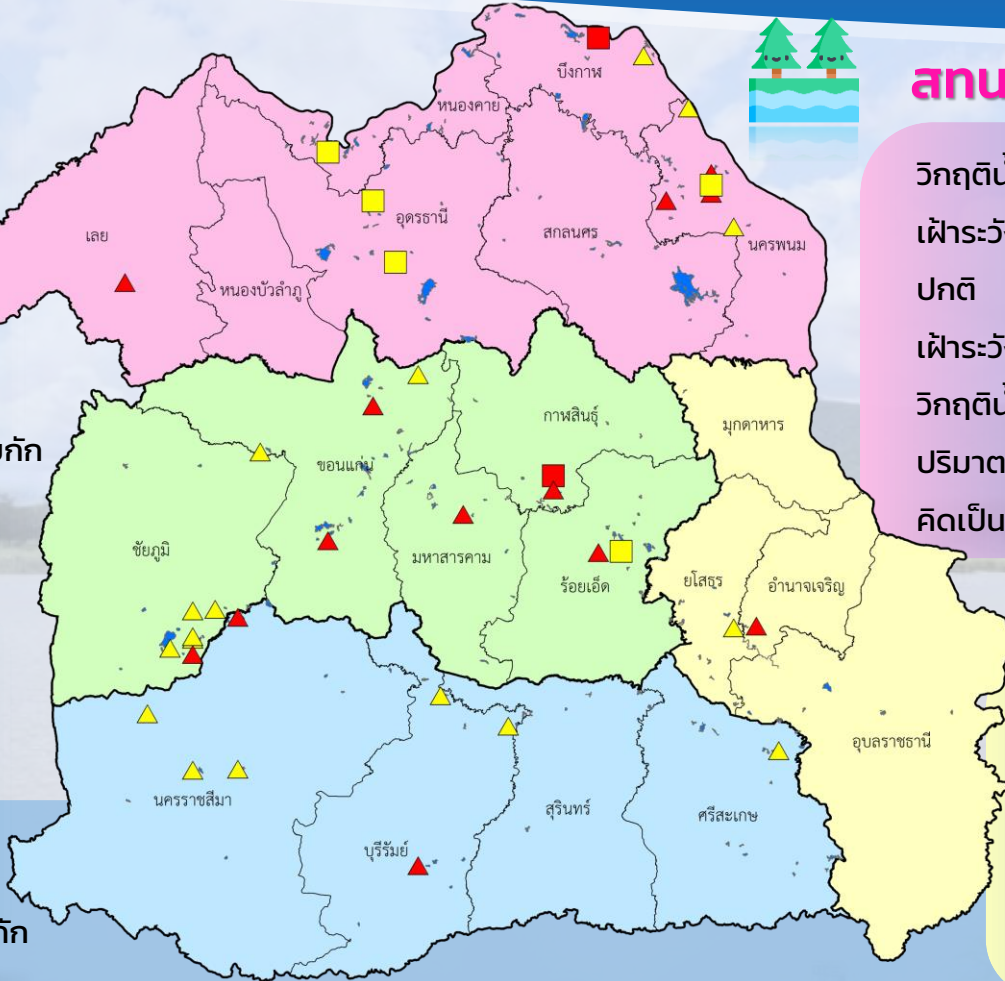 สทน
วิกฤติน้
เฝ้าระวั
ปกติ
เฝ้าระวั
วิกฤติน้
ปริมาต
คิดเป็น
บึงกาฬ
หนองคาย
อุดรธานี
สกลนคร
นครพนม
เลย
หนองบัวลำภู
กาฬสินธุ์
มุกดาหาร
กัก
ขอนแก่น
ชัยภูมิ
มหาสารคาม
ร้อยเอ็ด
ยโสธร
อำนาจเจริญ
อุบลราชธานี
นครราชสีมา
สุรินทร์
ศรีสะเกษ
บุรีรัมย์
กัก